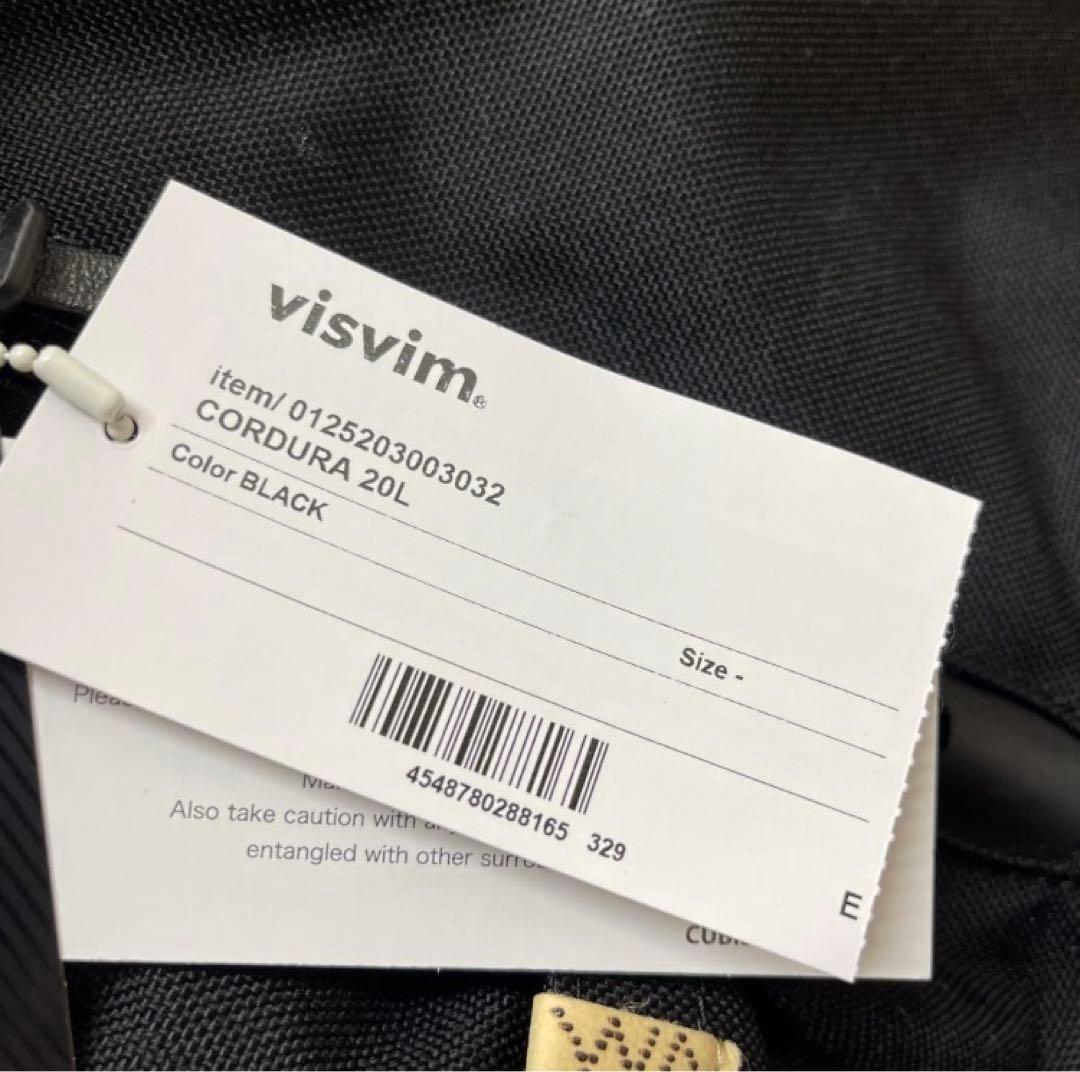 visvim®
item/ 0125203003032
CORDURA 20L
Color BLACK
Size -
4548780288165 329
E
Also take caution with
entangled with other